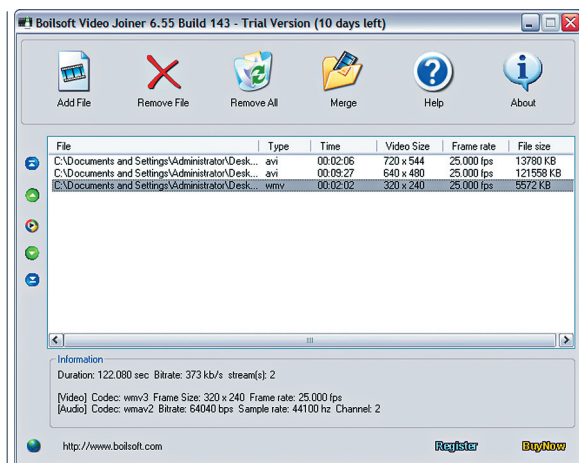 Boilsoft Video Joiner 6.55 Build 143 - Trial Version (10 days left)
Add File Remove File Remove All Merge Help About
File Type Time Video Size Frame rate File size
C:\Documents and Settings\Administrator\Desk... avi 00:02:06 720 x 544 25.000 fps 13780 KB
C:\Documents and Settings\Administrator\Desk... avi 00:09:27 640 x 480 25.000 fps 121558 KB
C:\Documents and Settings\Administrator\Desk... wmv 00:02:02 320 x 240 25.000 fps 5572 KB
Information
Duration: 122.080 sec Bitrate: 373 kb/s stream(s): 2
[Video] Codec: wmv3 Frame Size: 320 x 240 Frame rate: 25.000 fps
[Audio] Codec: wmav2 Bitrate: 64040 bps Sample rate: 44100 hz Channel: 2
http://www.boilsoft.com Register BuyNow